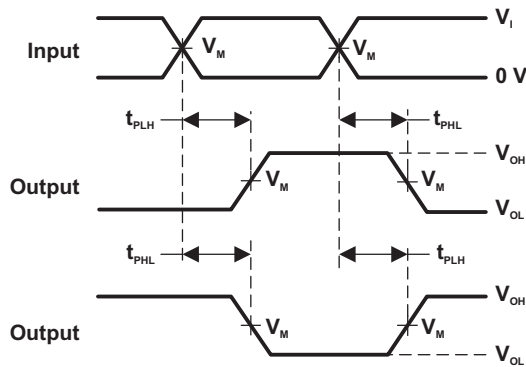 V_I
Input V_M V_M
0 V
t_PLH t_PHL
V_OH
Output V_M V_M
V_OL
t_PHL t_PLH
V_OH
Output V_M V_M
V_OL